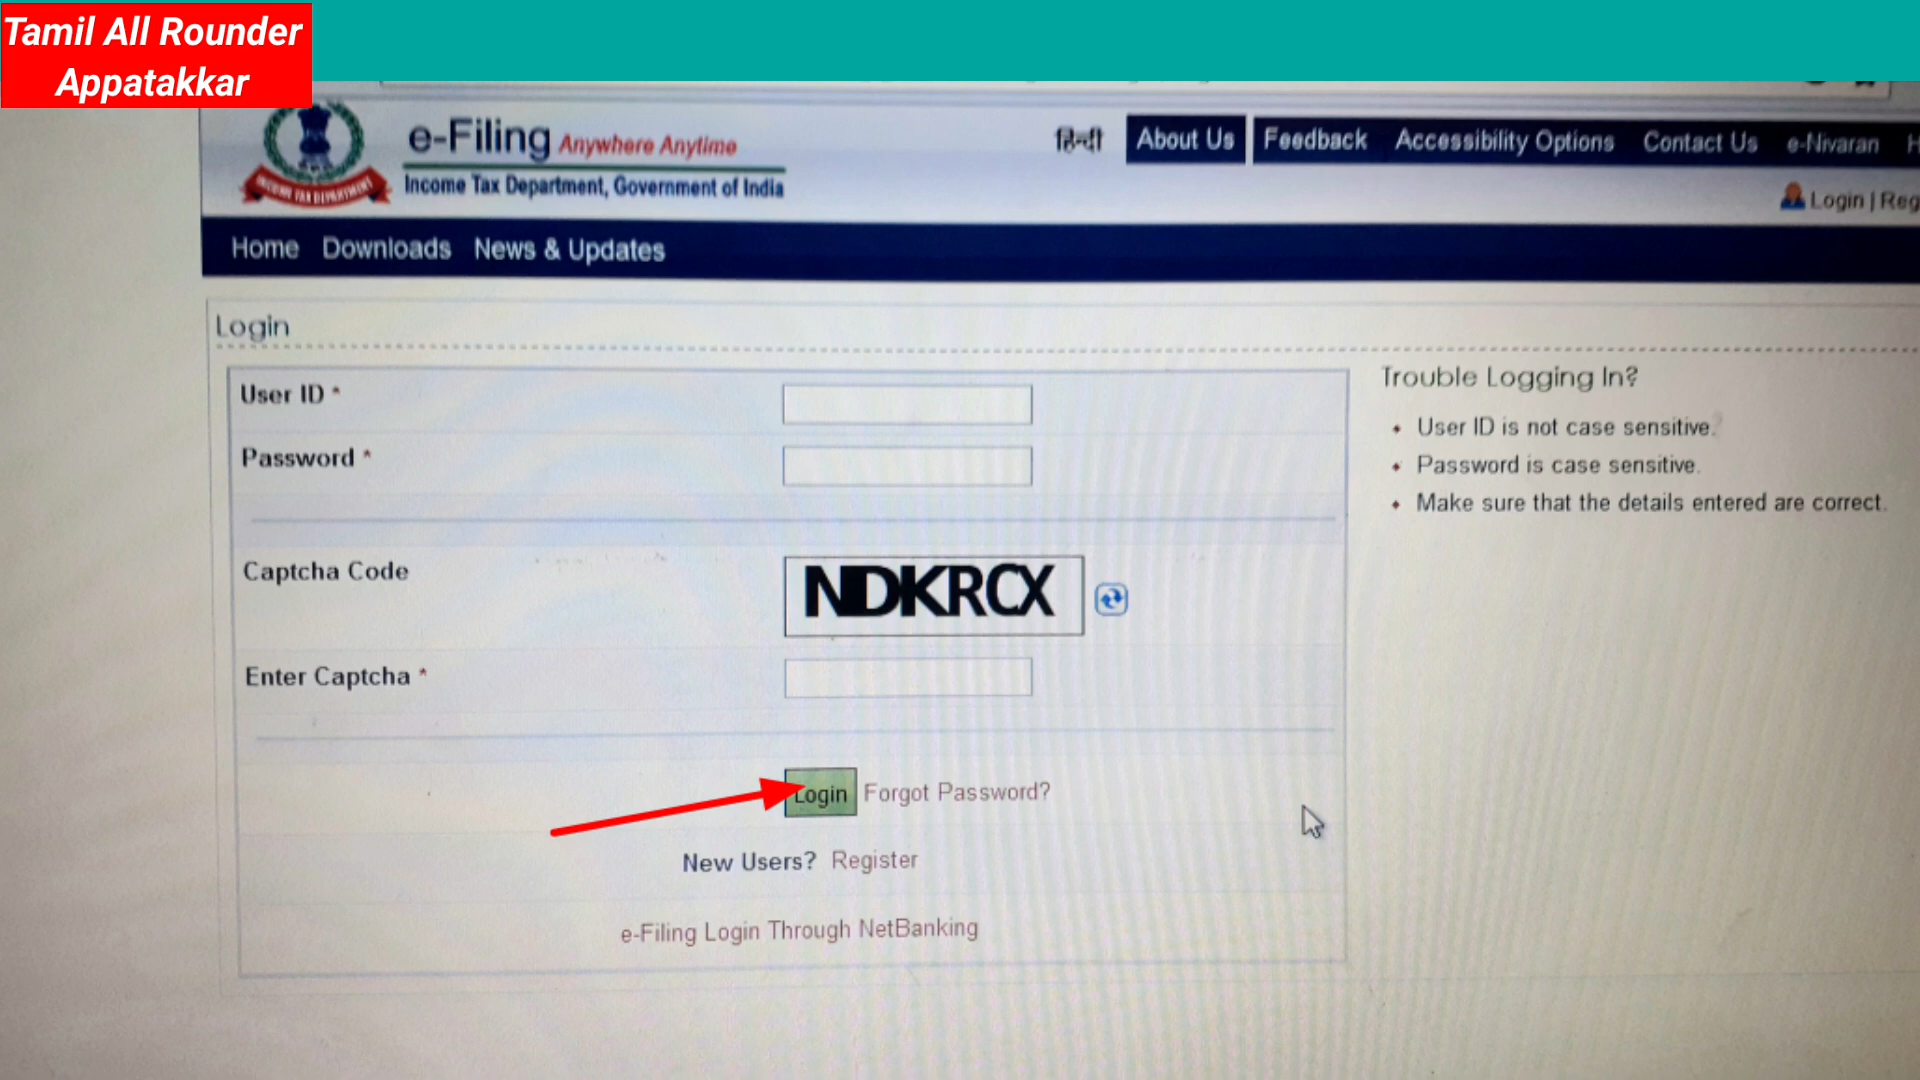 Tamil All Rounder
Appatakkar
e-Filing Anywhere Anytime
Income Tax Department, Government of India
INCOME TAX DEPARTMENT
हिन्दी About Us Feedback Accessibility Options Contact Us e-Nivaran
Login |
Home Downloads News & Updates
Login
User ID *
Password *
Captcha Code
NDKRCX
Enter Captcha *
Login Forgot Password?
New Users? Register
e-Filing Login Through NetBanking
Trouble Logging In?
User ID is not case sensitive.
Password is case sensitive.
Make sure that the details entered are correct.